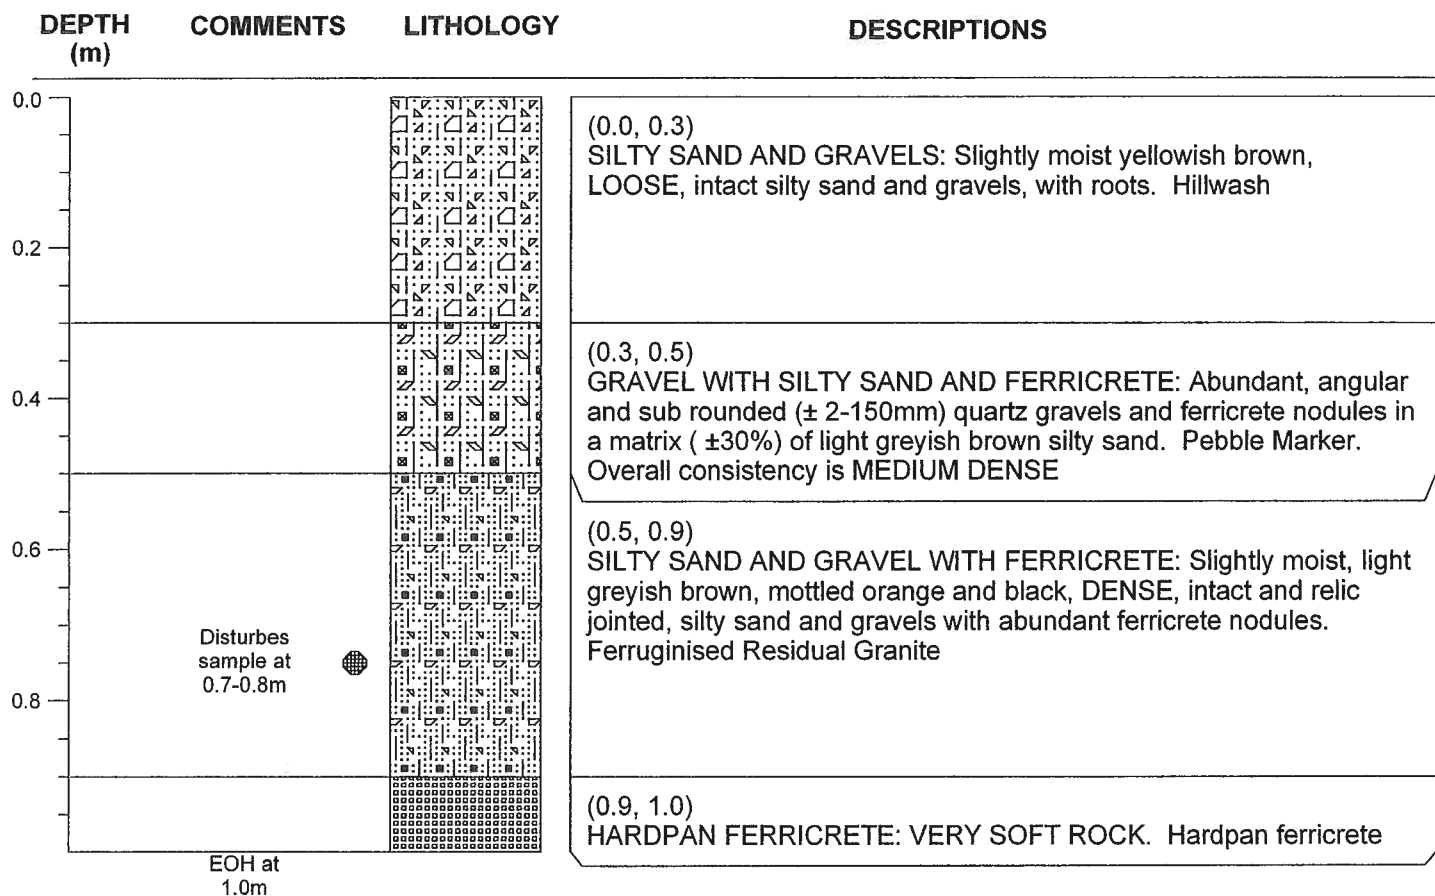 DEPTH (m) COMMENTS LITHOLOGY DESCRIPTIONS
0.0
(0.0, 0.3)
SILTY SAND AND GRAVELS: Slightly moist yellowish brown,
LOOSE, intact silty sand and gravels, with roots. Hillwash
0.2
(0.3, 0.5)
GRAVEL WITH SILTY SAND AND FERRICRETE: Abundant, angular
and sub rounded (± 2-150mm) quartz gravels and ferricrete nodules in
a matrix ( ±30%) of light greyish brown silty sand. Pebble Marker.
Overall consistency is MEDIUM DENSE
0.4
(0.5, 0.9)
SILTY SAND AND GRAVEL WITH FERRICRETE: Slightly moist, light
greyish brown, mottled orange and black, DENSE, intact and relic
jointed, silty sand and gravels with abundant ferricrete nodules.
Ferruginised Residual Granite
0.6
Disturbes
sample at
0.7-0.8m
0.8
(0.9, 1.0)
HARDPAN FERRICRETE: VERY SOFT ROCK. Hardpan ferricrete
EOH at
1.0m